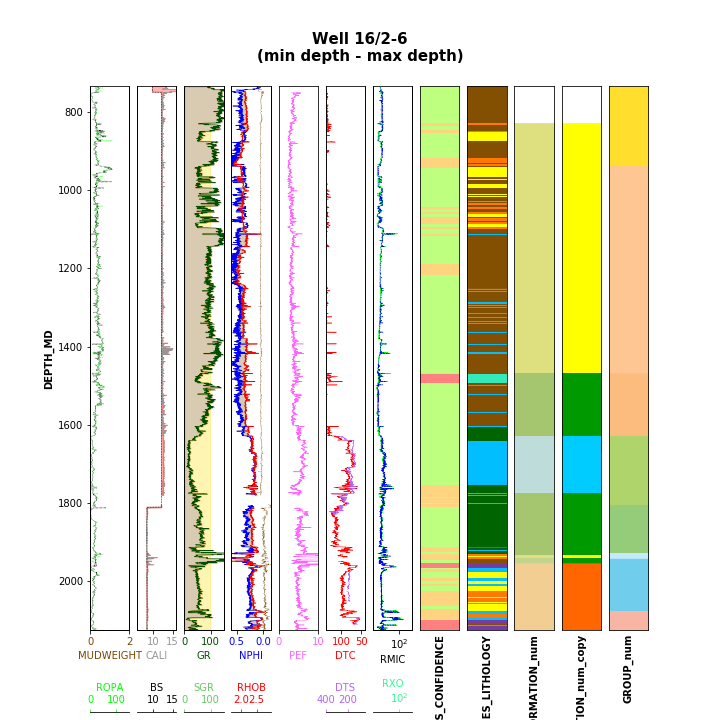 Well 16/2-6
(min depth - max depth)
DEPTH_MD
800
1000
1200
1400
1600
1800
2000
0 2
MUDWEIGHT
ROPA
0 100
10 15
CALI
BS
10 15
0 100
GR
SGR
0 100
0.5 0.0
NPHI
RHOB
2.02.5
0 10
PEF
100 50
DTC
DTS
400 200
10²
RMIC
RXO
10²
S_CONFIDENCE
ES_LITHOLOGY
RMATION_num
TION_num_copy
GROUP_num